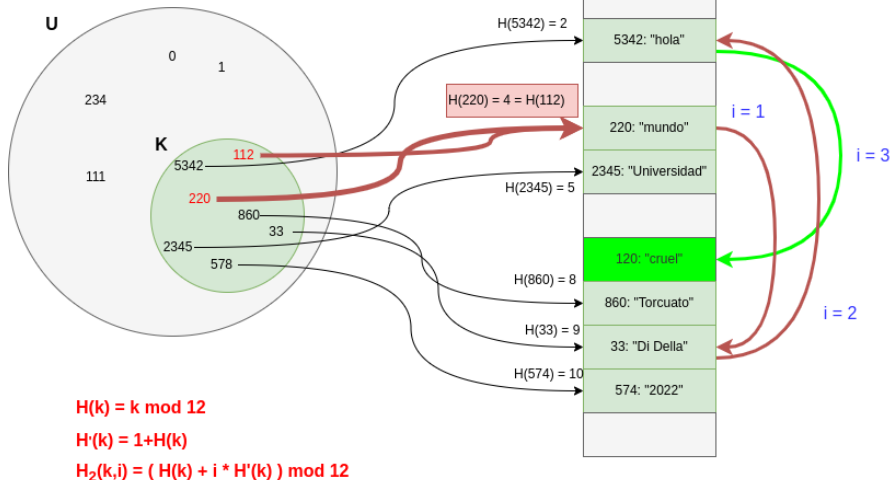 U
0
1
234
111
K
112
5342
220
860
33
2345
578
H(5342) = 2
H(220) = 4 = H(112)
H(2345) = 5
H(860) = 8
H(33) = 9
H(574) = 10
5342: "hola"
220: "mundo"
2345: "Universidad"
120: "cruel"
860: "Torcuato"
33: "Di Della"
574: "2022"
i = 1
i = 3
i = 2
H(k) = k mod 12
H'(k) = 1+H(k)
H₂(k,i) = ( H(k) + i * H'(k) ) mod 12